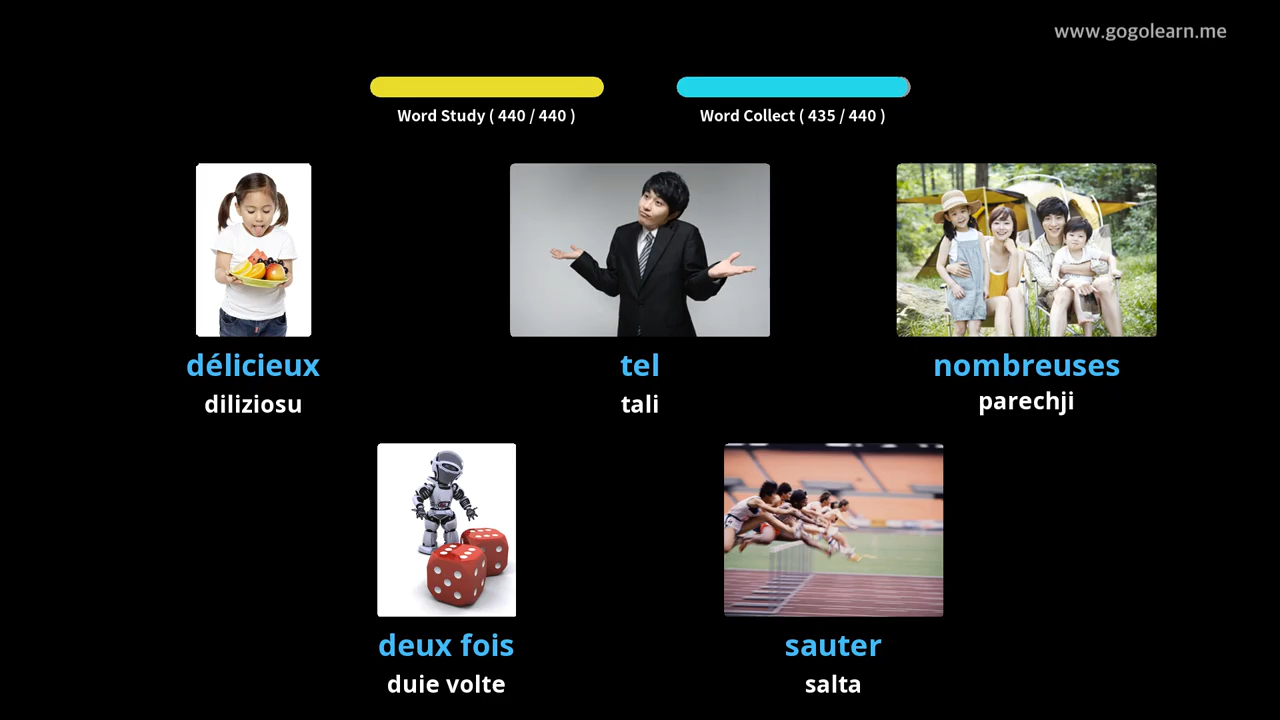 www.gogolearn.me
Word Study ( 440 / 440 )
Word Collect ( 435 / 440 )
délicieux
diliziosu
tel
tali
nombreuses
parechji
deux fois
duie volte
sauter
salta